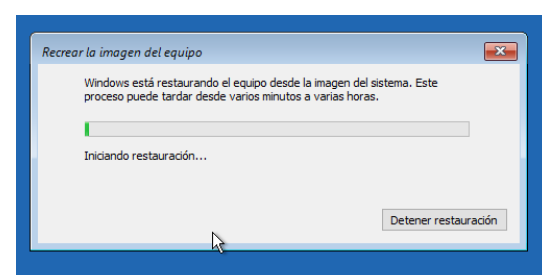 Recrear la imagen del equipo
Windows está restaurando el equipo desde la imagen del sistema. Este
proceso puede tardar desde varios minutos a varias horas.
Iniciando restauración...
Detener restauración